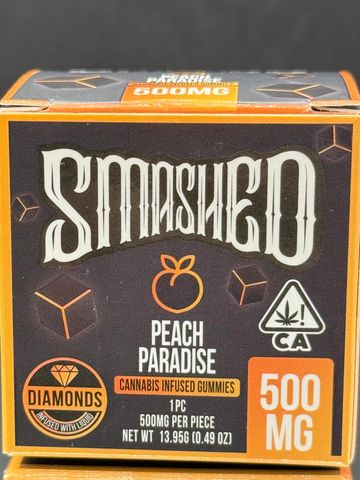 PEACH
PARADISE
500MG
SMASHED
PEACH
PARADISE
CANNABIS INFUSED GUMMIES
1PC
500MG PER PIECE
NET WT 13.95G (0.49 OZ)
DIAMONDS
INFUSED WITH LIQUID
CA
500
MG